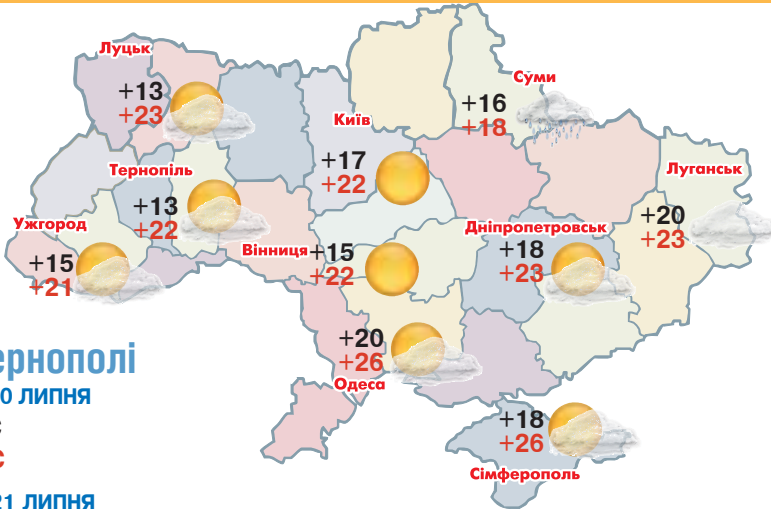 Луцьк
+13
+23
Суми
+16
+18
Київ
+17
+22
Тернопіль
+13
+22
Луганськ
+20
+23
Ужгород
+15
+21
Вінниця
+15
+22
Дніпропетровськ
+18
+23
+20
+26
Одеса
+18
+26
Сімферополь
ернополі
0 ЛИПНЯ
С
21 ЛИПНЯ